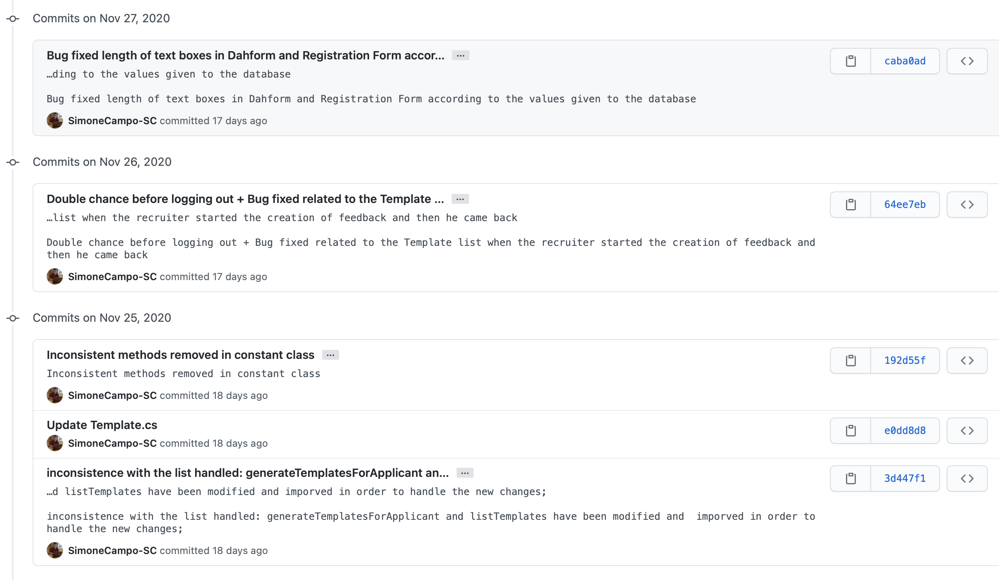 Commits on Nov 27, 2020
Bug fixed length of text boxes in Dahform and Registration Form accor... ...
…ding to the values given to the database
Bug fixed length of text boxes in Dahform and Registration Form according to the values given to the database
SimoneCampo-SC committed 17 days ago
caba0ad
Commits on Nov 26, 2020
Double chance before logging out + Bug fixed related to the Template ... ...
…list when the recruiter started the creation of feedback and then he came back
Double chance before logging out + Bug fixed related to the Template list when the recruiter started the creation of feedback and
then he came back
SimoneCampo-SC committed 17 days ago
64ee7eb
Commits on Nov 25, 2020
Inconsistent methods removed in constant class ...
Inconsistent methods removed in constant class
SimoneCampo-SC committed 18 days ago
192d55f
Update Template.cs
SimoneCampo-SC committed 18 days ago
e0dd8d8
inconsistence with the list handled: generateTemplatesForApplicant an... ...
…d listTemplates have been modified and imporved in order to handle the new changes;
inconsistence with the list handled: generateTemplatesForApplicant and listTemplates have been modified and  imporved in order to
handle the new changes;
SimoneCampo-SC committed 18 days ago
3d447f1